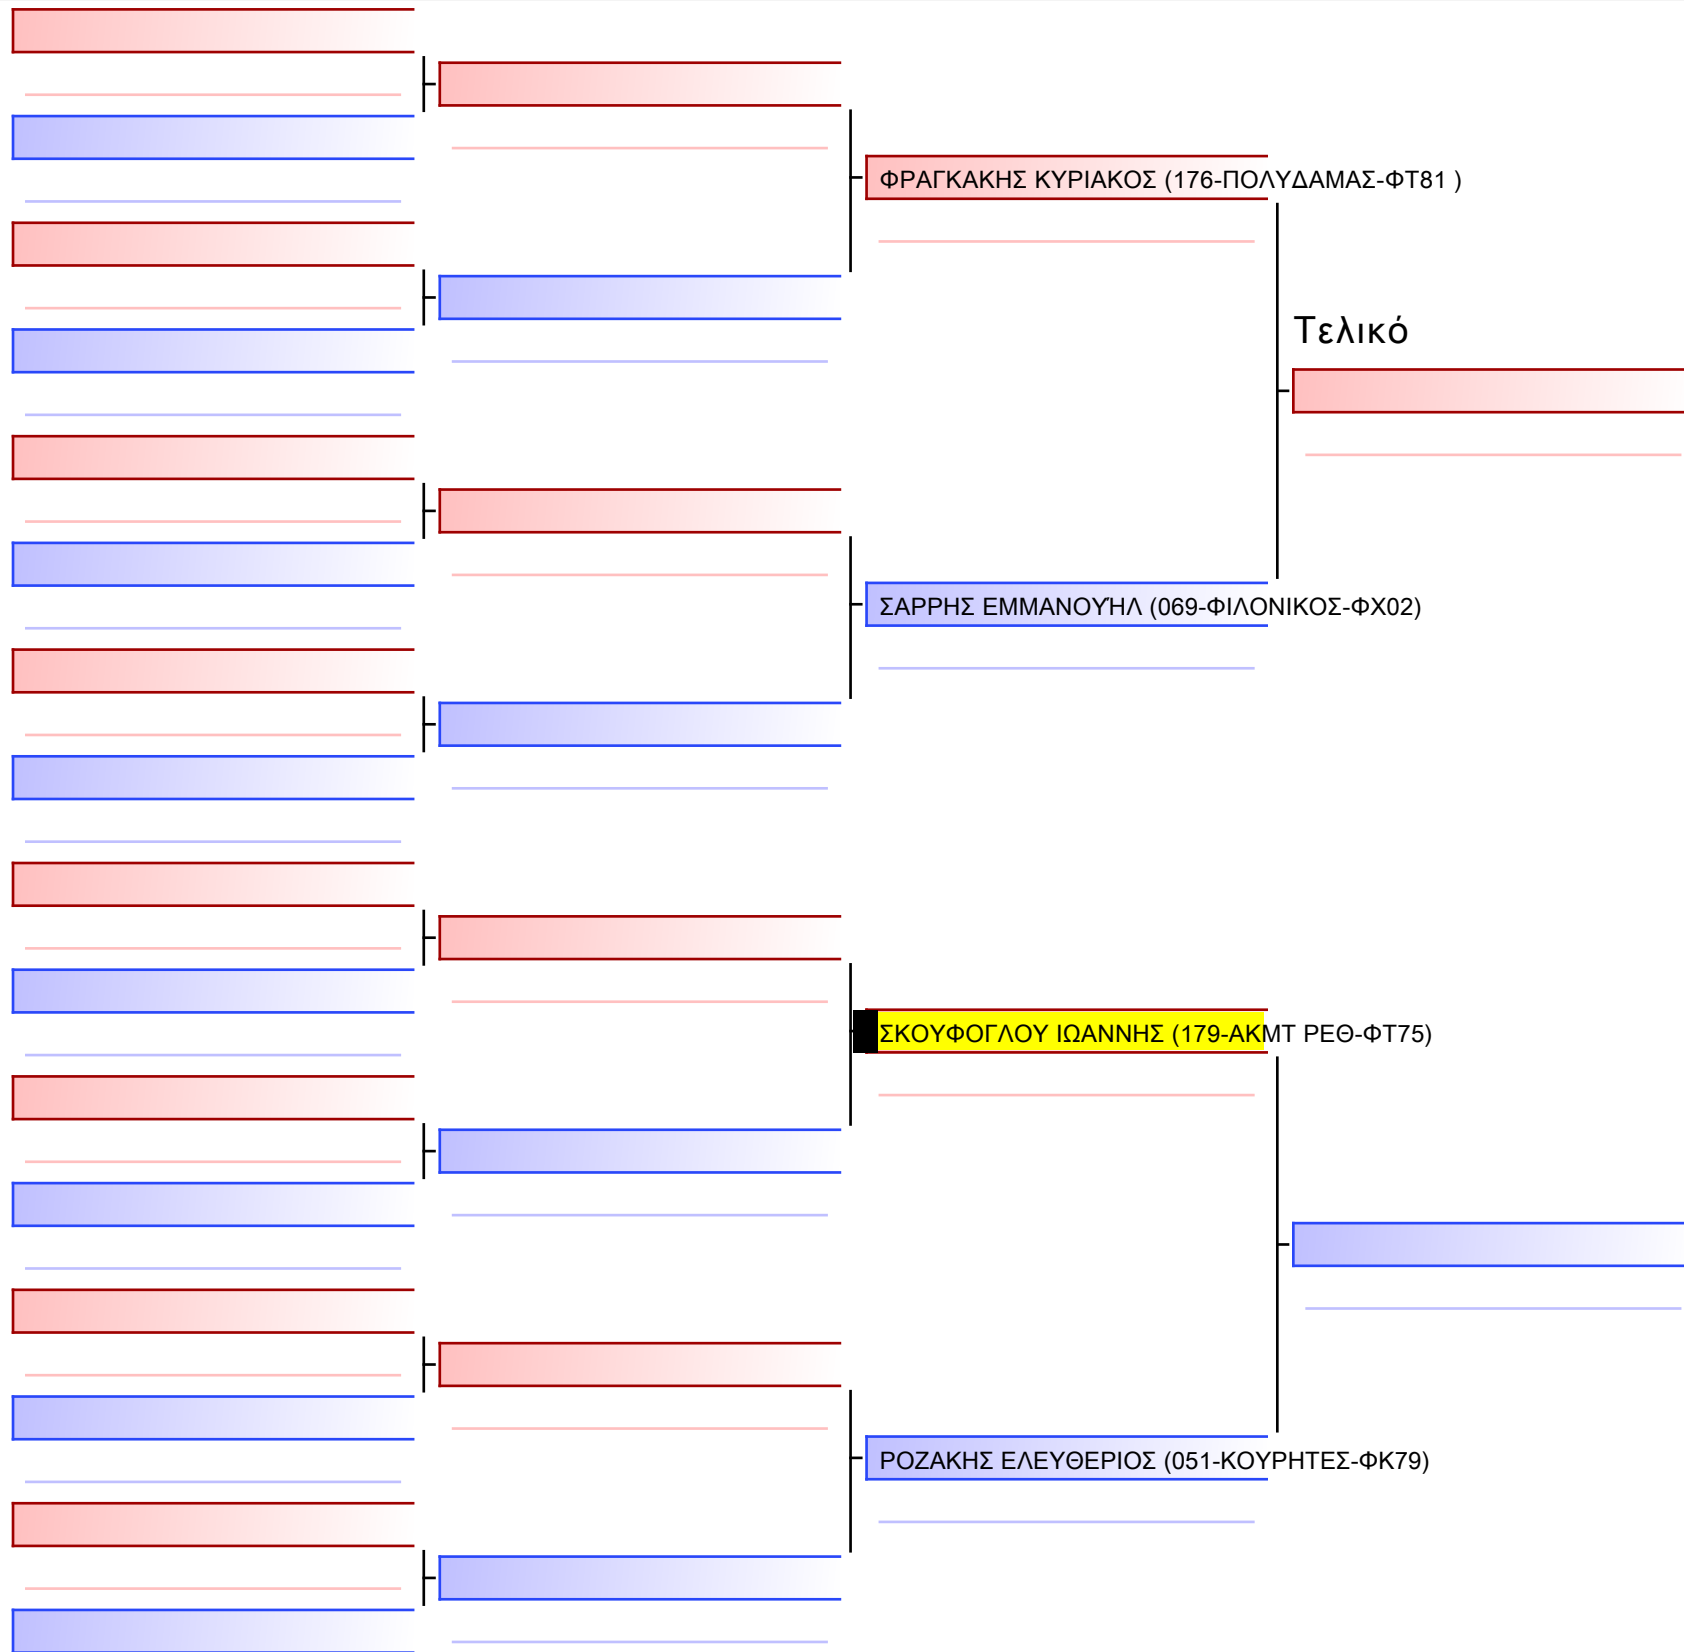 ΦΡΑΓΚΑΚΗΣ ΚΥΡΙΑΚΟΣ (176-ΠΟΛΥΔΑΜΑΣ-ΦΤ81 )
Τελικό
ΣΑΡΡΗΣ ΕΜΜΑΝΟΥΉΛ (069-ΦΙΛΟΝΙΚΟΣ-ΦΧ02)
ΣΚΟΥΦΟΓΛΟΥ ΙΩΑΝΝΗΣ (179-ΑΚΜΤ ΡΕΘ-ΦΤ75)
ΡΟΖΑΚΗΣ ΕΛΕΥΘΕΡΙΟΣ (051-ΚΟΥΡΗΤΕΣ-ΦΚ79)